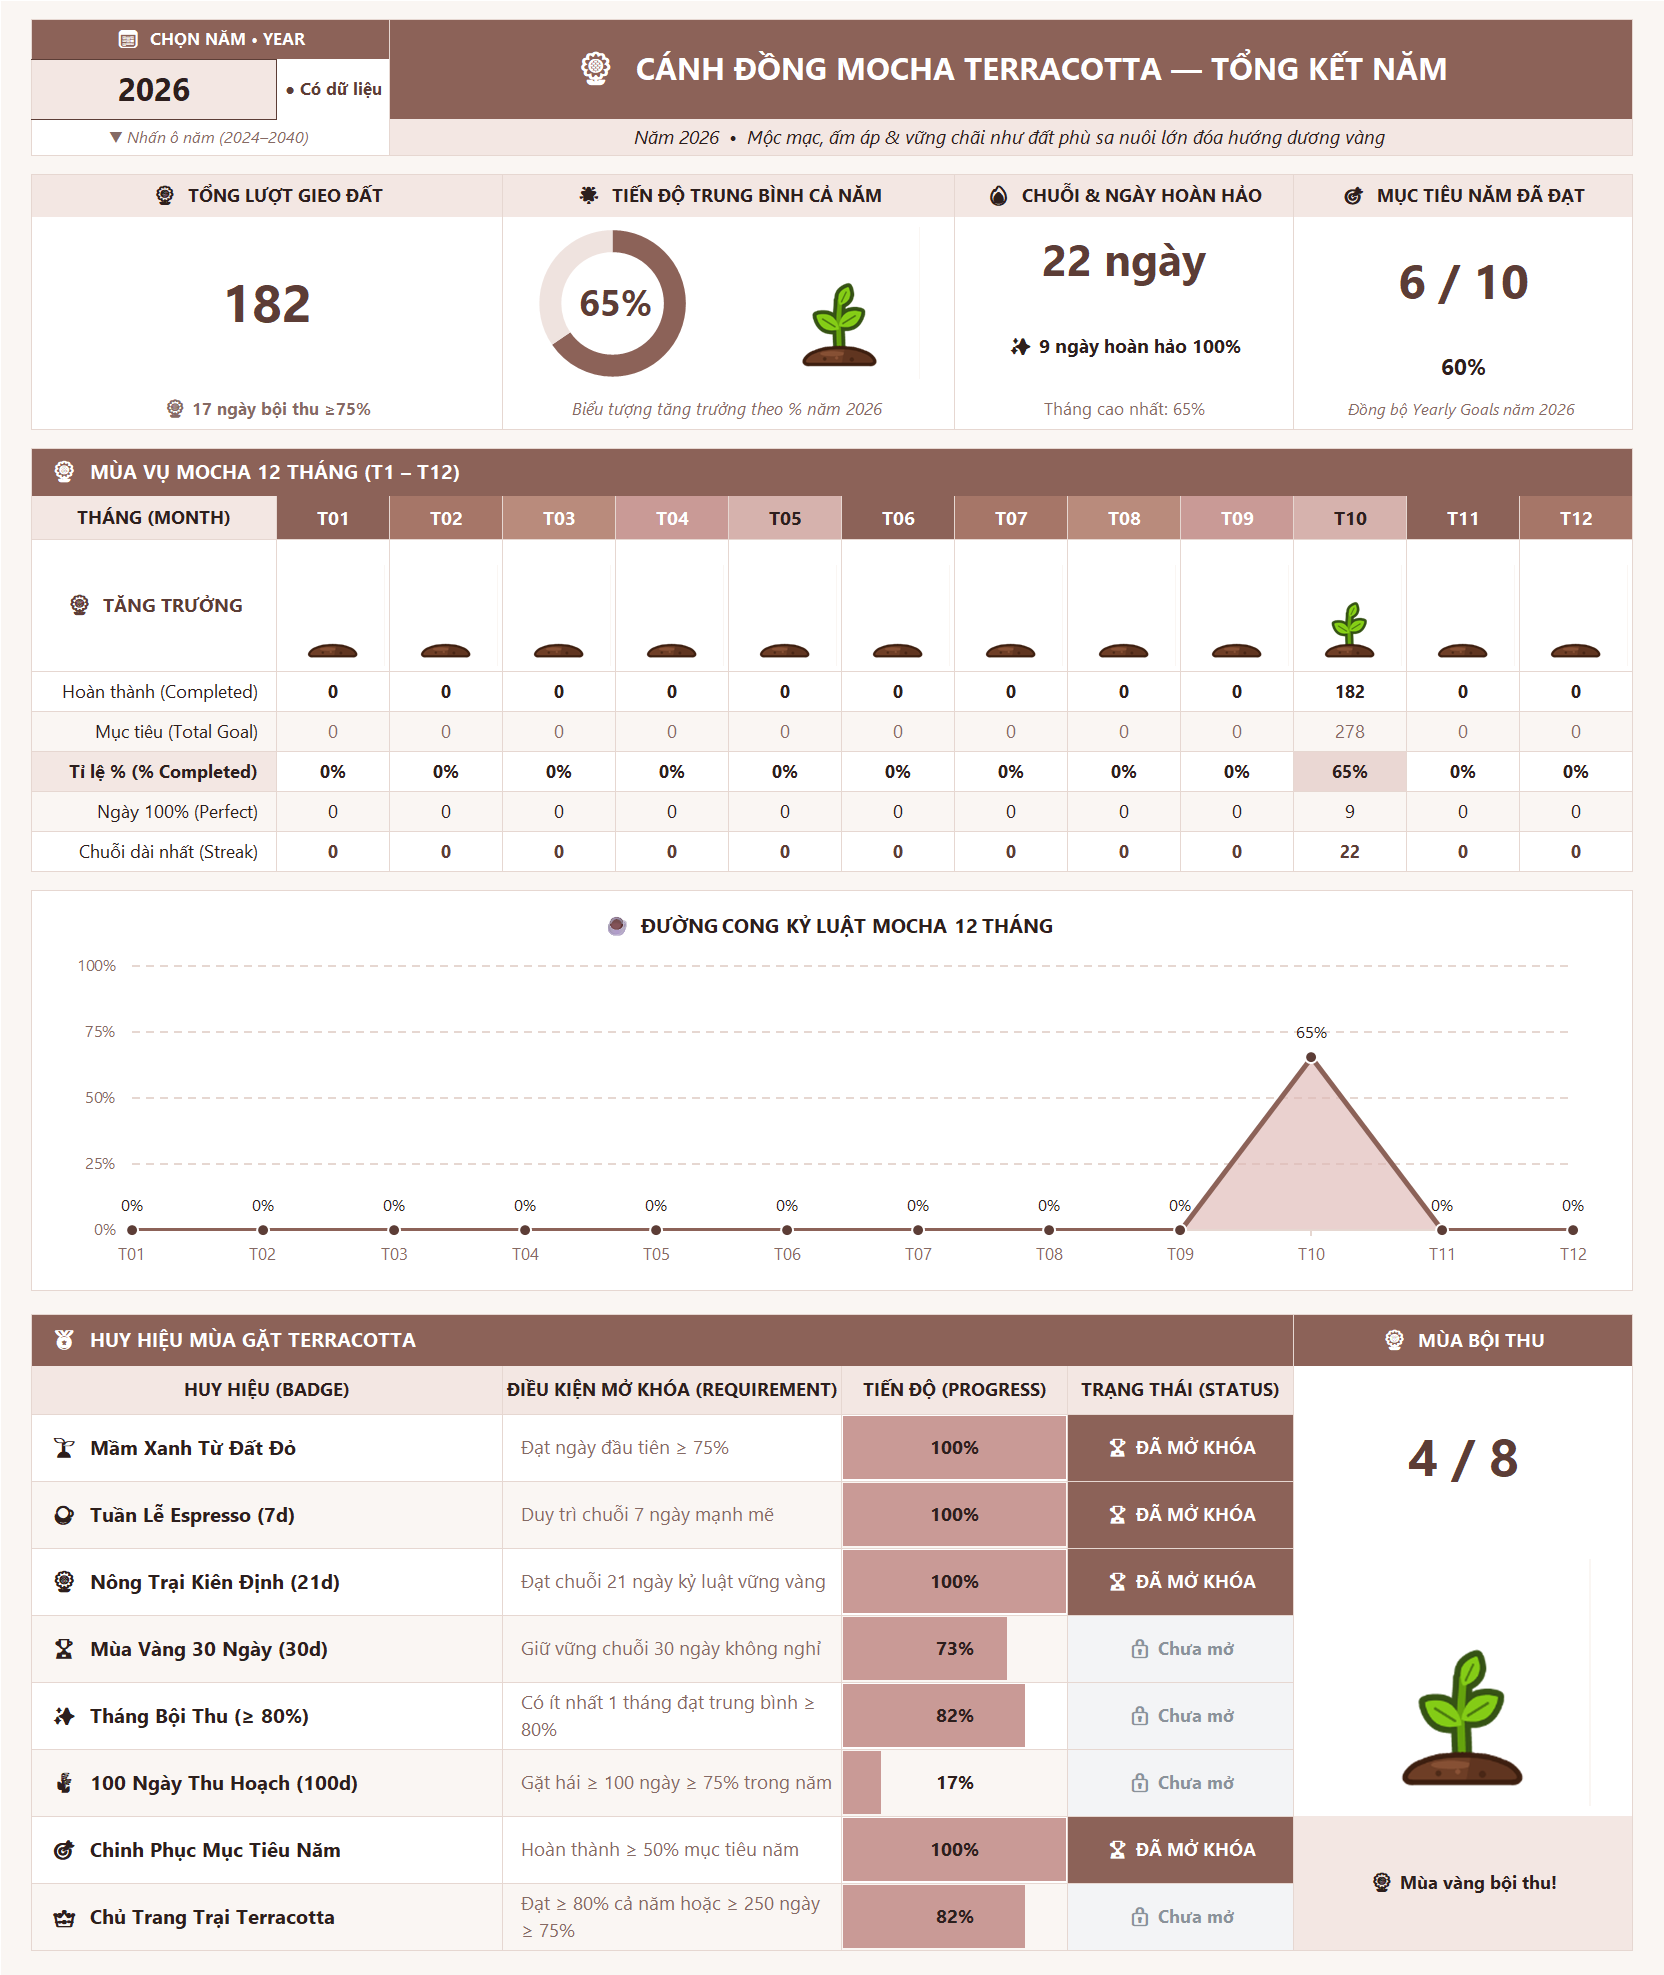 CHỌN NĂM • YEAR
2026
● Có dữ liệu
▼ Nhấn ô năm (2024–2040)
CÁNH ĐỒNG MOCHA TERRACOTTA — TỔNG KẾT NĂM
Năm 2026 • Mộc mạc, ấm áp & vững chãi như đất phù sa nuôi lớn đóa hướng dương vàng
TỔNG LƯỢT GIEO ĐẤT
182
17 ngày bội thu ≥75%
TIẾN ĐỘ TRUNG BÌNH CẢ NĂM
65%
Biểu tượng tăng trưởng theo % năm 2026
CHUỖI & NGÀY HOÀN HẢO
22 ngày
9 ngày hoàn hảo 100%
Tháng cao nhất: 65%
MỤC TIÊU NĂM ĐÃ ĐẠT
6 / 10
60%
Đồng bộ Yearly Goals năm 2026
MÙA VỤ MOCHA 12 THÁNG (T1 – T12)
THÁNG (MONTH) T01 T02 T03 T04 T05 T06 T07 T08 T09 T10 T11 T12
TĂNG TRƯỞNG
Hoàn thành (Completed) 0 0 0 0 0 0 0 0 0 182 0 0
Mục tiêu (Total Goal) 0 0 0 0 0 0 0 0 0 278 0 0
Tỉ lệ % (% Completed) 0% 0% 0% 0% 0% 0% 0% 0% 0% 65% 0% 0%
Ngày 100% (Perfect) 0 0 0 0 0 0 0 0 0 9 0 0
Chuỗi dài nhất (Streak) 0 0 0 0 0 0 0 0 0 22 0 0
ĐƯỜNG CONG KỶ LUẬT MOCHA 12 THÁNG
100%
75%
65%
50%
25%
0% 0% 0% 0% 0% 0% 0% 0% 0% 0% 0%
0%
T01 T02 T03 T04 T05 T06 T07 T08 T09 T10 T11 T12
HUY HIỆU MÙA GẶT TERRACOTTA
HUY HIỆU (BADGE) ĐIỀU KIỆN MỞ KHÓA (REQUIREMENT) TIẾN ĐỘ (PROGRESS) TRẠNG THÁI (STATUS)
Mầm Xanh Từ Đất Đỏ Đạt ngày đầu tiên ≥ 75% 100% ĐÃ MỞ KHÓA
Tuần Lễ Espresso (7d) Duy trì chuỗi 7 ngày mạnh mẽ 100% ĐÃ MỞ KHÓA
Nông Trại Kiên Định (21d) Đạt chuỗi 21 ngày kỷ luật vững vàng 100% ĐÃ MỞ KHÓA
Mùa Vàng 30 Ngày (30d) Giữ vững chuỗi 30 ngày không nghỉ 73% Chưa mở
Tháng Bội Thu (≥ 80%) Có ít nhất 1 tháng đạt trung bình ≥
80% 82% Chưa mở
100 Ngày Thu Hoạch (100d) Gặt hái ≥ 100 ngày ≥ 75% trong năm 17% Chưa mở
Chinh Phục Mục Tiêu Năm Hoàn thành ≥ 50% mục tiêu năm 100% ĐÃ MỞ KHÓA
Chủ Trang Trại Terracotta Đạt ≥ 80% cả năm hoặc ≥ 250 ngày
≥ 75% 82% Chưa mở
MÙA BỘI THU
4 / 8
Mùa vàng bội thu!